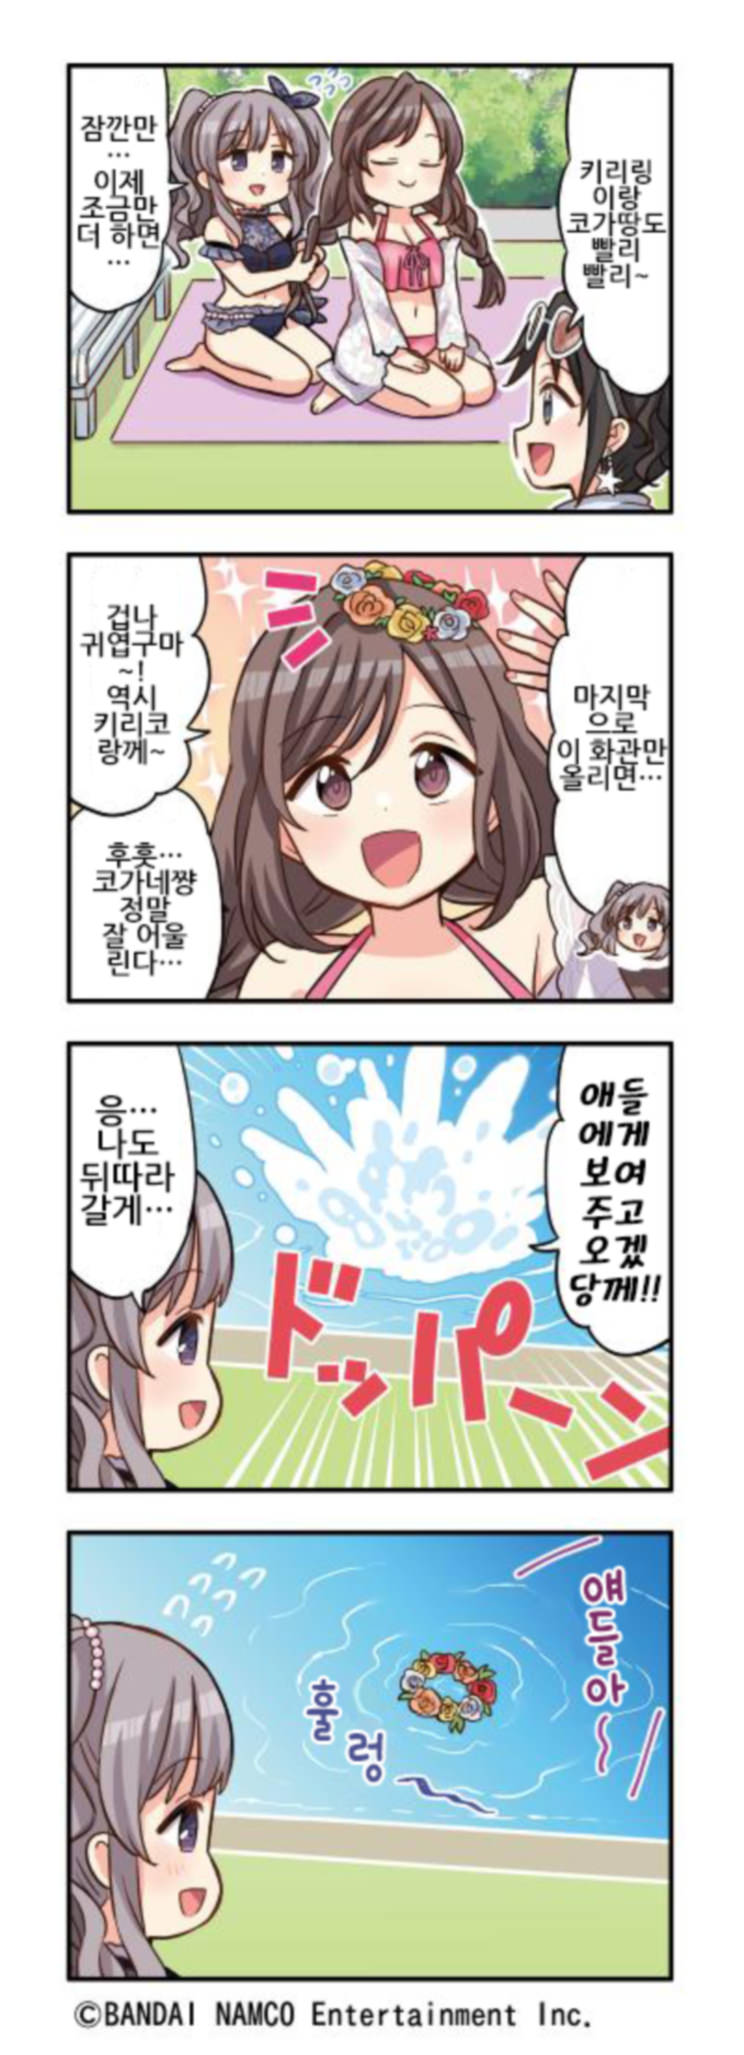 키리링
이랑
코가땅도
빨리
빨리~
잠깐만
…
이제
조금만
더 하면
…
마지막
으로
이 화관만
올리면…
겁나
귀엽구마
~!
역시
키리코
랑께~
후훗…
코가네쨩
정말
잘 어울
린다…
애들
에게
보여
주고
오겠
당께!!
응…
나도
뒤따라
갈게…
ドッパーン
얘들아~
훌렁
©BANDAI NAMCO Entertainment Inc.